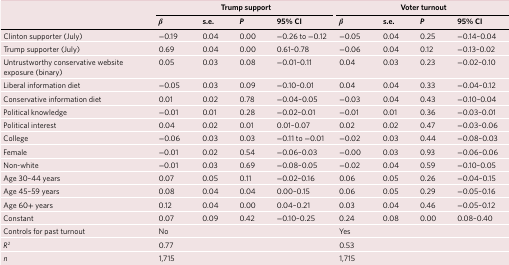 Trump support Voter turnout
β s.e. P 95% CI β s.e. P 95% CI
Clinton supporter (July) −0.19 0.04 0.00 −0.26 to −0.12 −0.05 0.04 0.25 −0.14–0.04
Trump supporter (July) 0.69 0.04 0.00 0.61–0.78 −0.06 0.04 0.12 −0.13–0.02
Untrustworthy conservative website 0.05 0.03 0.08 −0.01–0.11 0.04 0.03 0.23 −0.02–0.10
exposure (binary)
Liberal information diet −0.05 0.03 0.09 −0.10–0.01 0.04 0.04 0.33 −0.04–0.12
Conservative information diet 0.01 0.02 0.78 −0.04–0.05 −0.03 0.04 0.43 −0.10–0.04
Political knowledge −0.01 0.01 0.28 −0.02–0.01 −0.01 0.01 0.36 −0.03–0.01
Political interest 0.04 0.02 0.01 0.01–0.07 0.02 0.02 0.47 −0.03–0.06
College −0.06 0.03 0.03 −0.11 to −0.01 −0.02 0.03 0.44 −0.08–0.03
Female −0.01 0.02 0.54 −0.06–0.03 −0.00 0.03 0.93 −0.06–0.06
Non-white −0.01 0.03 0.69 −0.08–0.05 −0.02 0.04 0.59 −0.10–0.05
Age 30–44 years 0.07 0.05 0.11 −0.02–0.16 0.06 0.05 0.26 −0.04–0.15
Age 45–59 years 0.08 0.04 0.04 0.00–0.15 0.06 0.05 0.29 −0.05–0.16
Age 60+ years 0.12 0.04 0.00 0.04–0.21 0.03 0.04 0.46 −0.05–0.12
Constant 0.07 0.09 0.42 −0.10–0.25 0.24 0.08 0.00 0.08–0.40
Controls for past turnout No Yes
R² 0.77 0.53
n 1,715 1,715